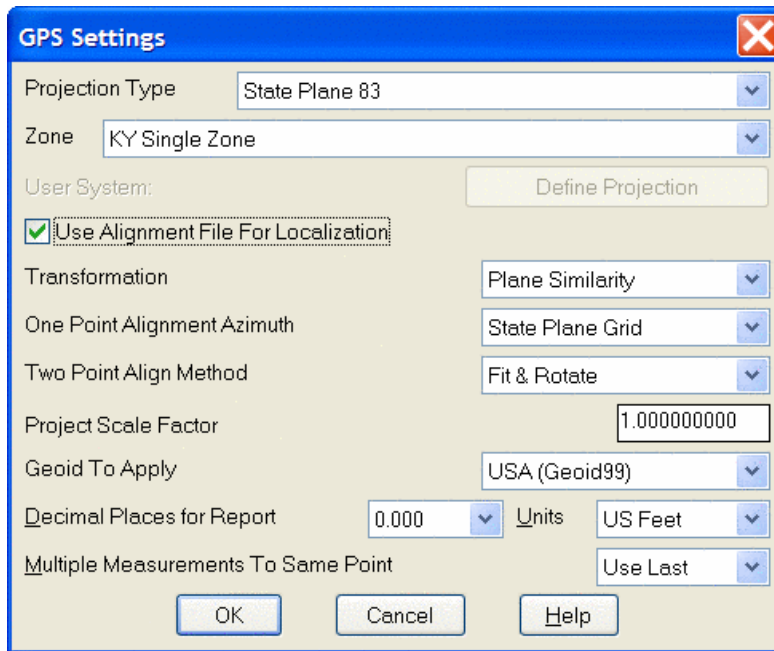 GPS Settings
Projection Type State Plane 83
Zone KY Single Zone
User System: Define Projection
Use Alignment File For Localization
Transformation Plane Similarity
One Point Alignment Azimuth State Plane Grid
Two Point Align Method Fit & Rotate
Project Scale Factor 1.000000000
Geoid To Apply USA (Geoid99)
Decimal Places for Report 0.000 Units US Feet
Multiple Measurements To Same Point Use Last
OK Cancel Help